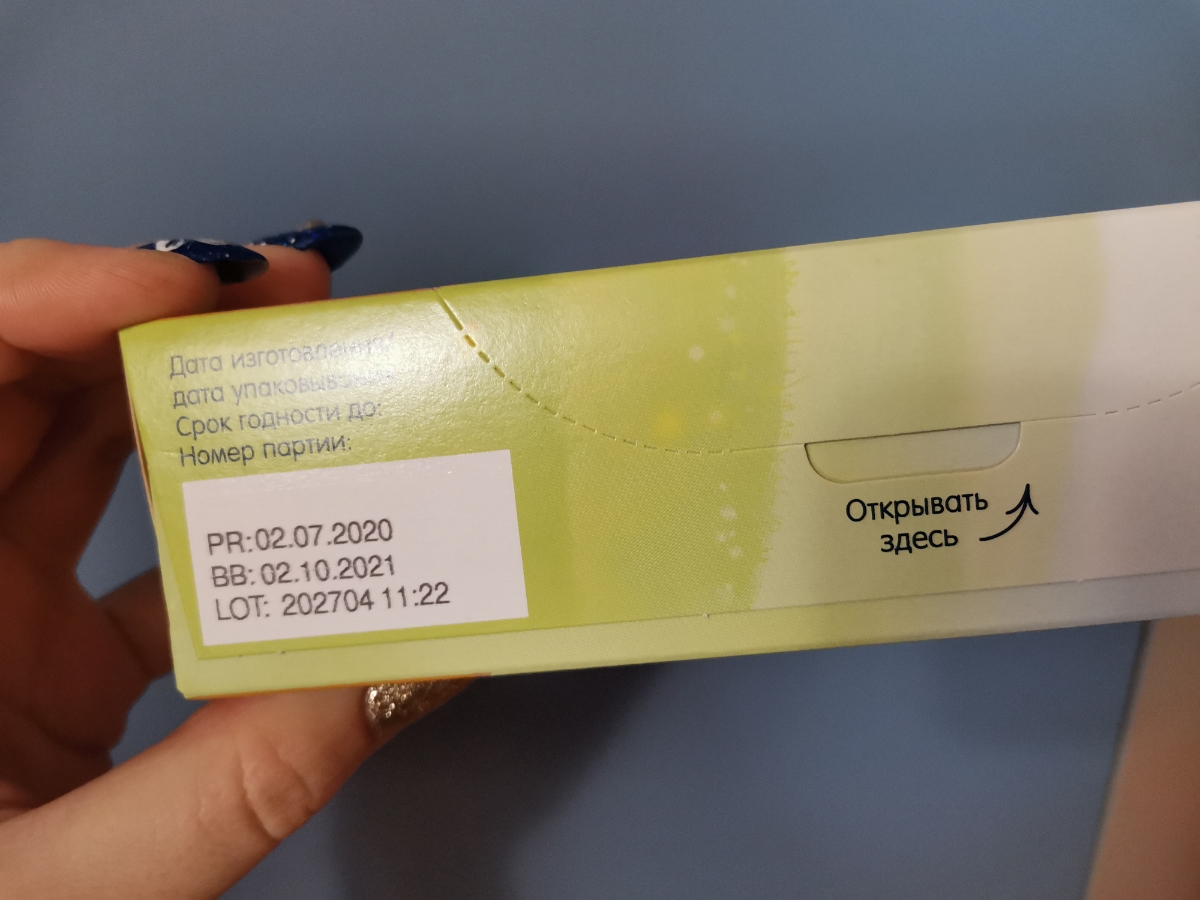 Дата изготовления/
дата упаковывания:
Срок годности до:
Номер партии:
PR:02.07.2020
BB: 02.10.2021
LOT: 202704 11:22
Открывать
здесь